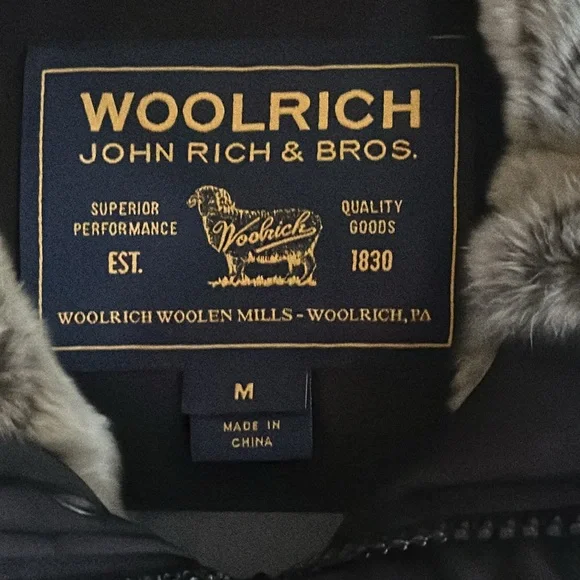 WOOLRICH
JOHN RICH & BROS.
SUPERIOR
PERFORMANCE
EST.
Woolrich
QUALITY
GOODS
1830
WOOLRICH WOOLEN MILLS - WOOLRICH, PA
M
MADE IN
CHINA